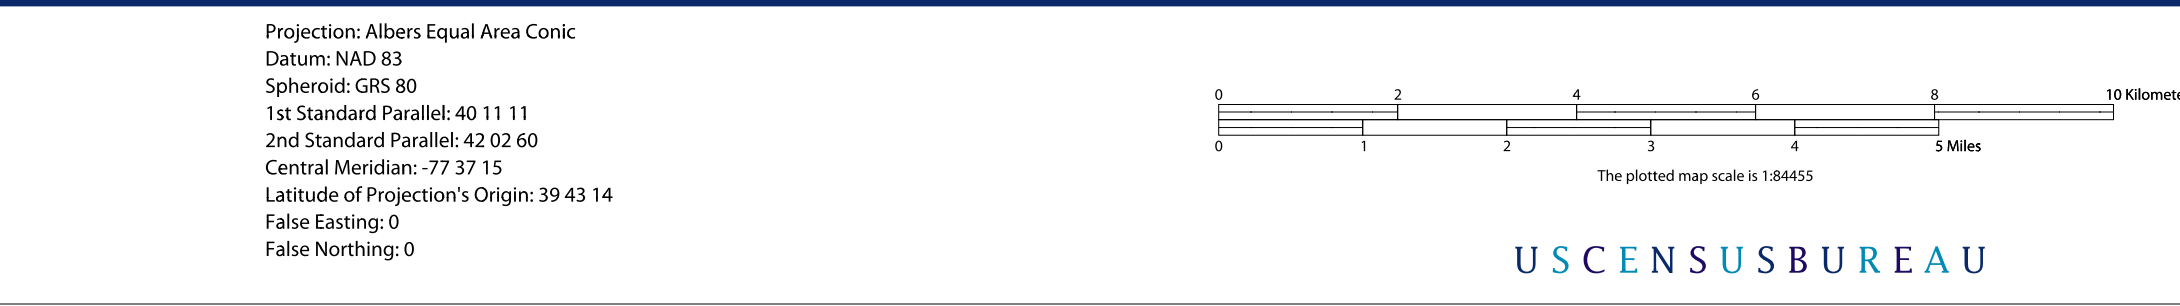 Projection: Albers Equal Area Conic
Datum: NAD 83
Spheroid: GRS 80
1st Standard Parallel: 40 11 11
2nd Standard Parallel: 42 02 60
Central Meridian: -77 37 15
Latitude of Projection's Origin: 39 43 14
False Easting: 0
False Northing: 0
0 2 4 6 8 10 Kilomete
0 1 2 3 4 5 Miles
The plotted map scale is 1:84455
USCENSUSBUREAU